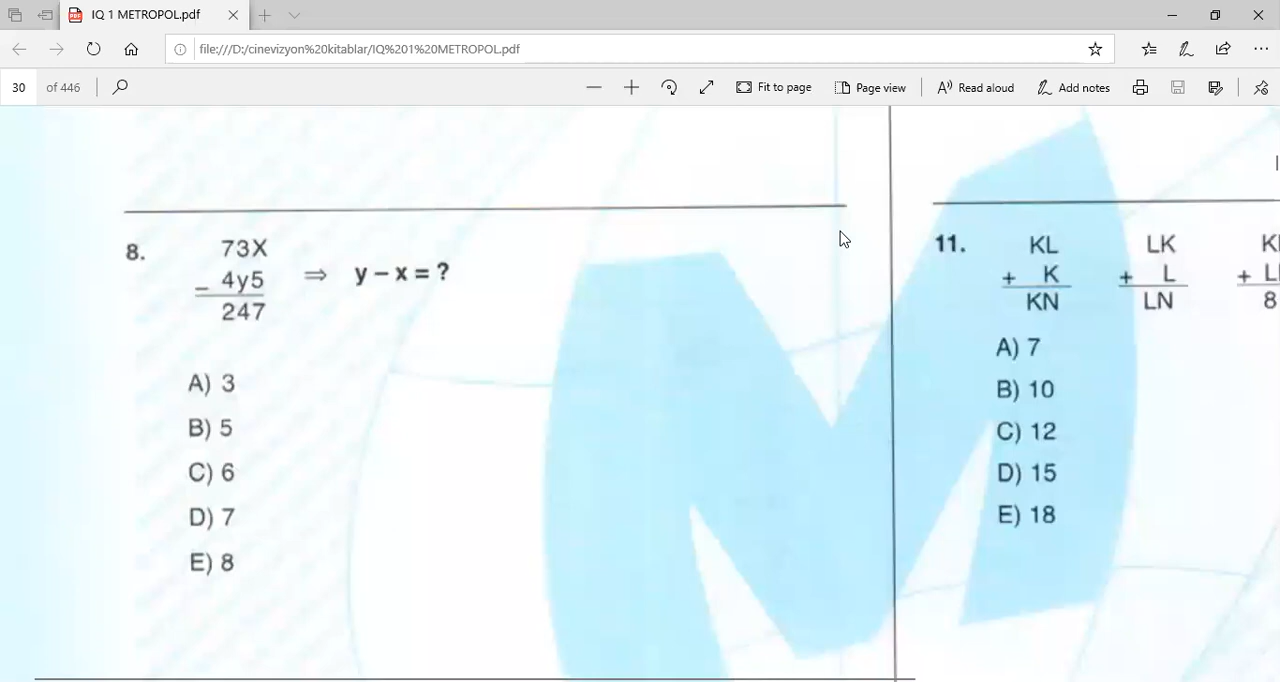 IQ 1 METROPOL.pdf
file:///D:/cinevizyon%20kitablar/IQ%201%20METROPOL.pdf
30 of 446
Fit to page
Page view
Read aloud
Add notes
8.
73X
- 4y5
247
⇒ y – x = ?
A) 3
B) 5
C) 6
D) 7
E) 8
11.
KL
+ K
KN
LK
+ L
LN
+ L
8
A) 7
B) 10
C) 12
D) 15
E) 18